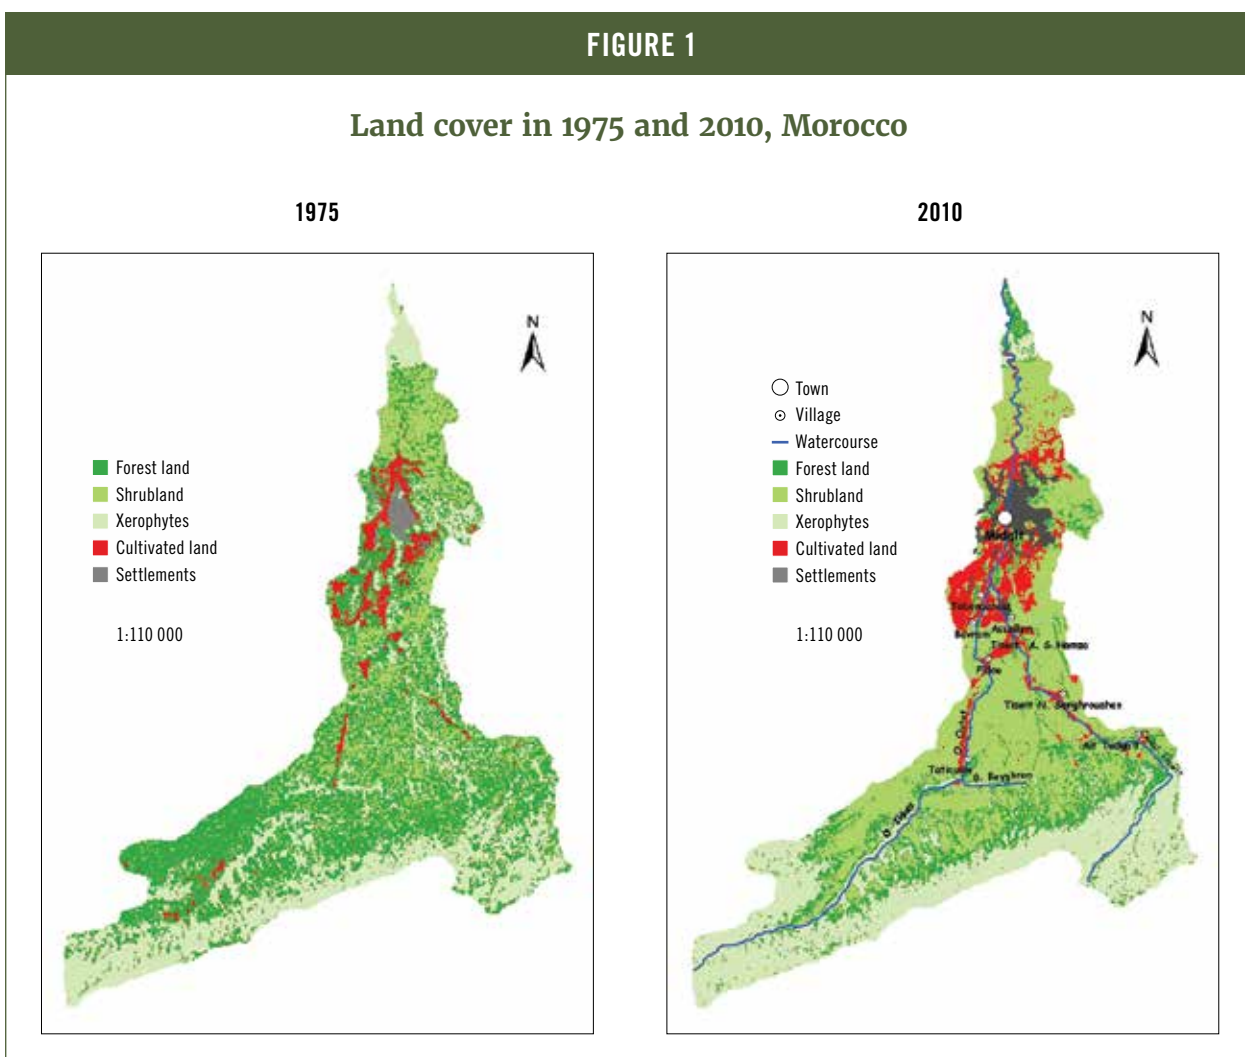 FIGURE 1
Land cover in 1975 and 2010, Morocco
1975
N
Forest land
Shrubland
Xerophytes
Cultivated land
Settlements
1:110 000
2010
N
Town
Village
Watercourse
Forest land
Shrubland
Xerophytes
Cultivated land
Settlements
1:110 000
Midelt